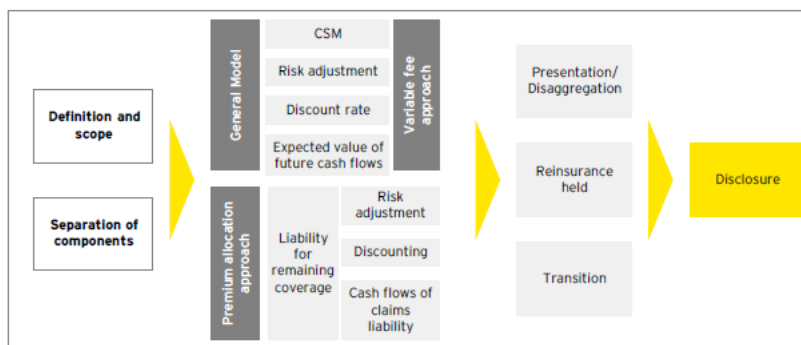 Definition and
scope
Separation of
components
General Model
CSM
Risk adjustment
Discount rate
Expected value of
future cash flows
Variable fee
approach
Premium allocation
approach
Liability
for
remaining
coverage
Risk
adjustment
Discounting
Cash flows of
claims
liability
Presentation/
Disaggregation
Reinsurance
held
Transition
Disclosure